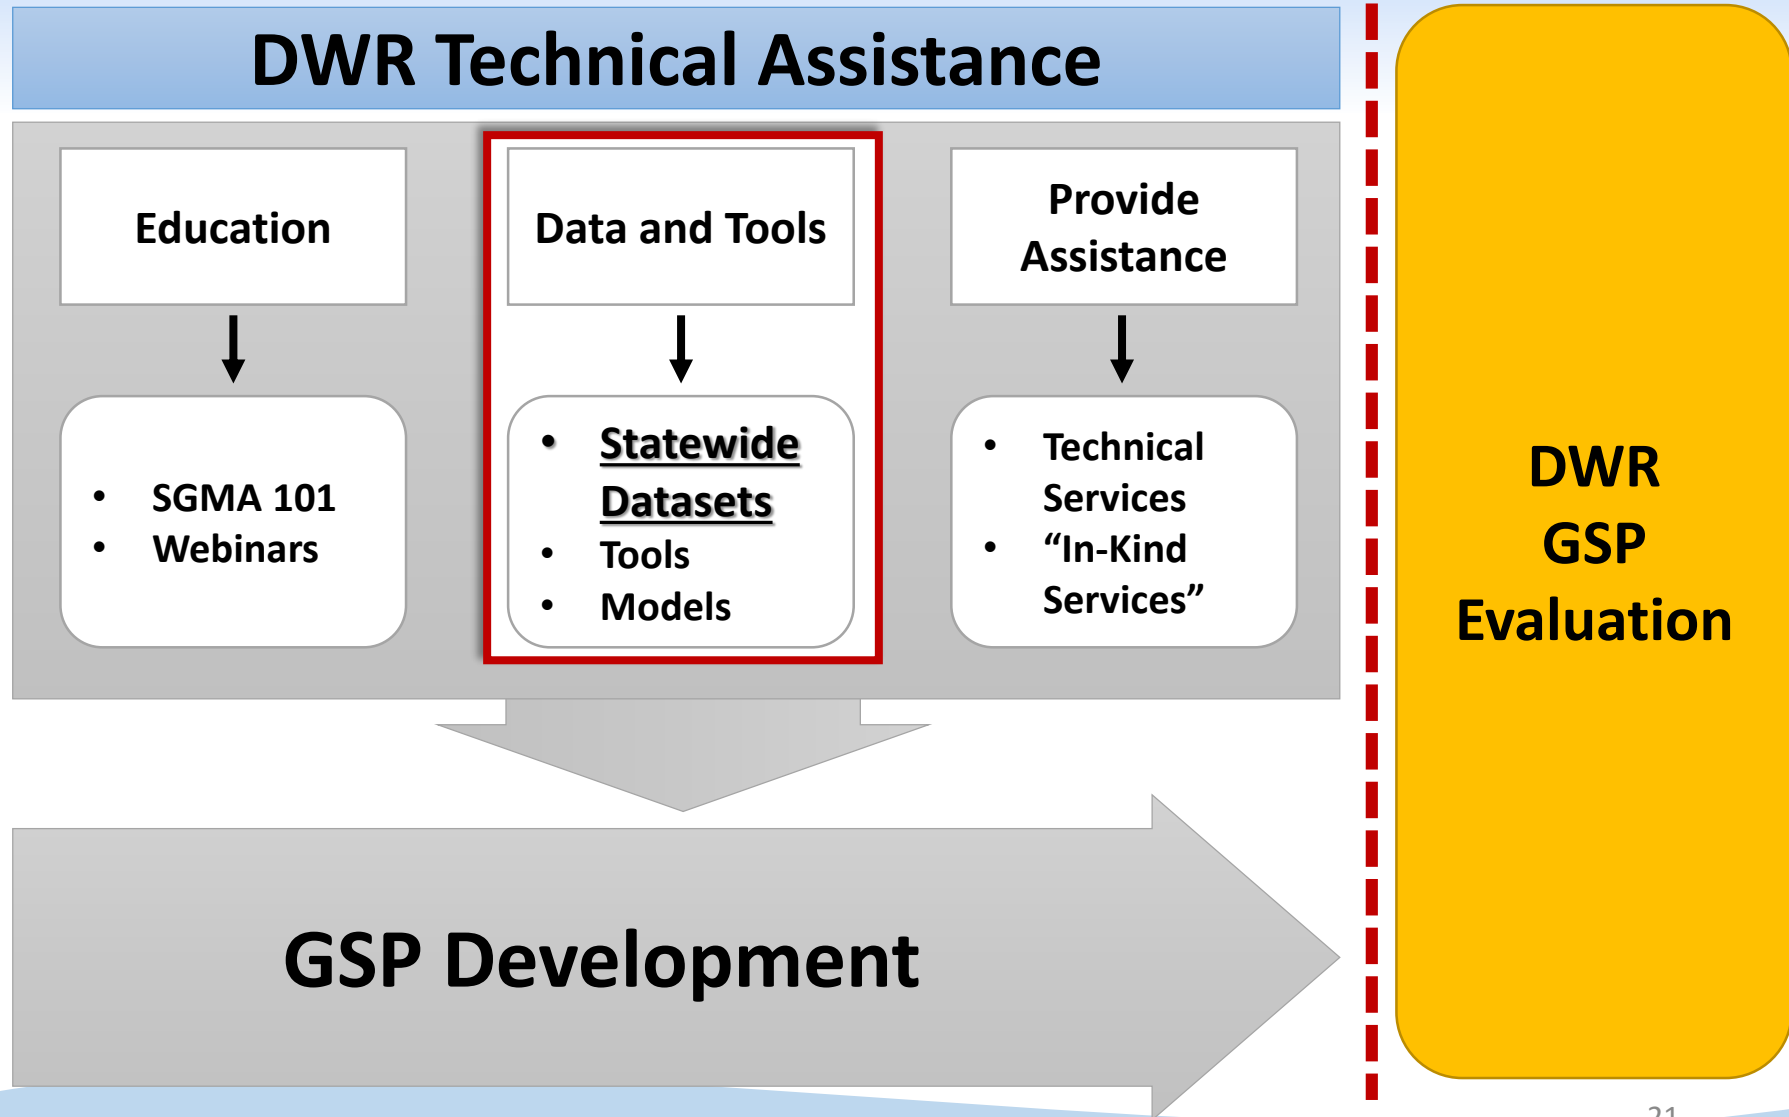 DWR Technical Assistance
Education
• SGMA 101
• Webinars
Data and Tools
• Statewide
Datasets
• Tools
• Models
Provide
Assistance
• Technical
Services
• “In-Kind
Services”
GSP Development
DWR
GSP
Evaluation
21